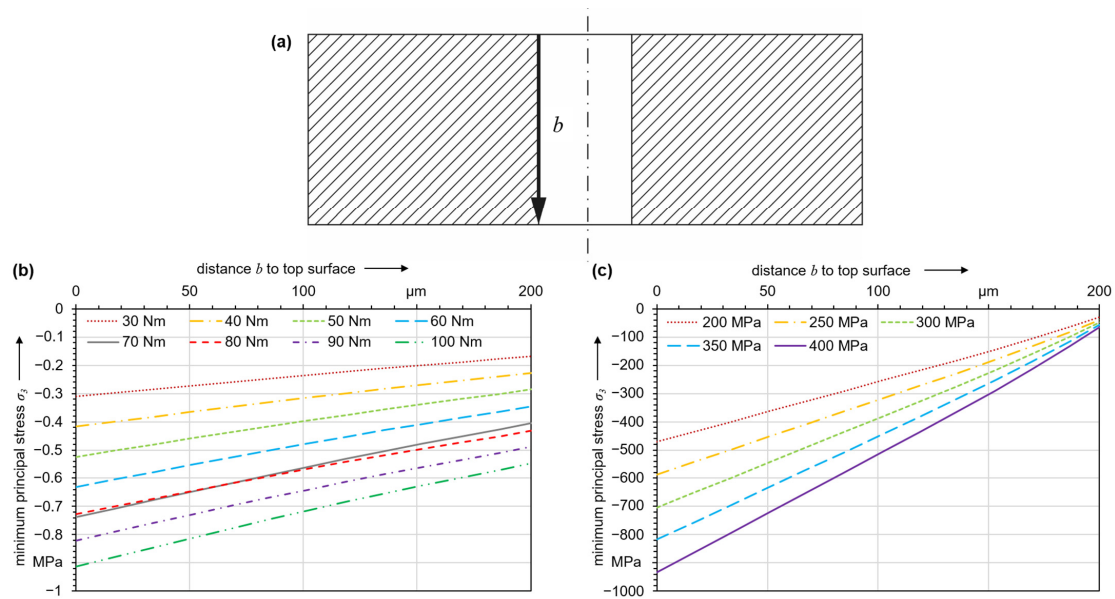 (a)
b
(b)
distance b to top surface
0 50 100 μm 200
0
−0.1
−0.2
−0.3
−0.4
−0.5
−0.6
−0.7
−0.8
MPa
−1
minimum principal stress σ3
30 Nm 40 Nm 50 Nm 60 Nm
70 Nm 80 Nm 90 Nm 100 Nm
(c)
distance b to top surface
0 50 100 μm 200
0
−100
−200
−300
−400
−500
−600
−700
−800
−900
−1000
minimum principal stress σ3
200 MPa 250 MPa 300 MPa
350 MPa 400 MPa